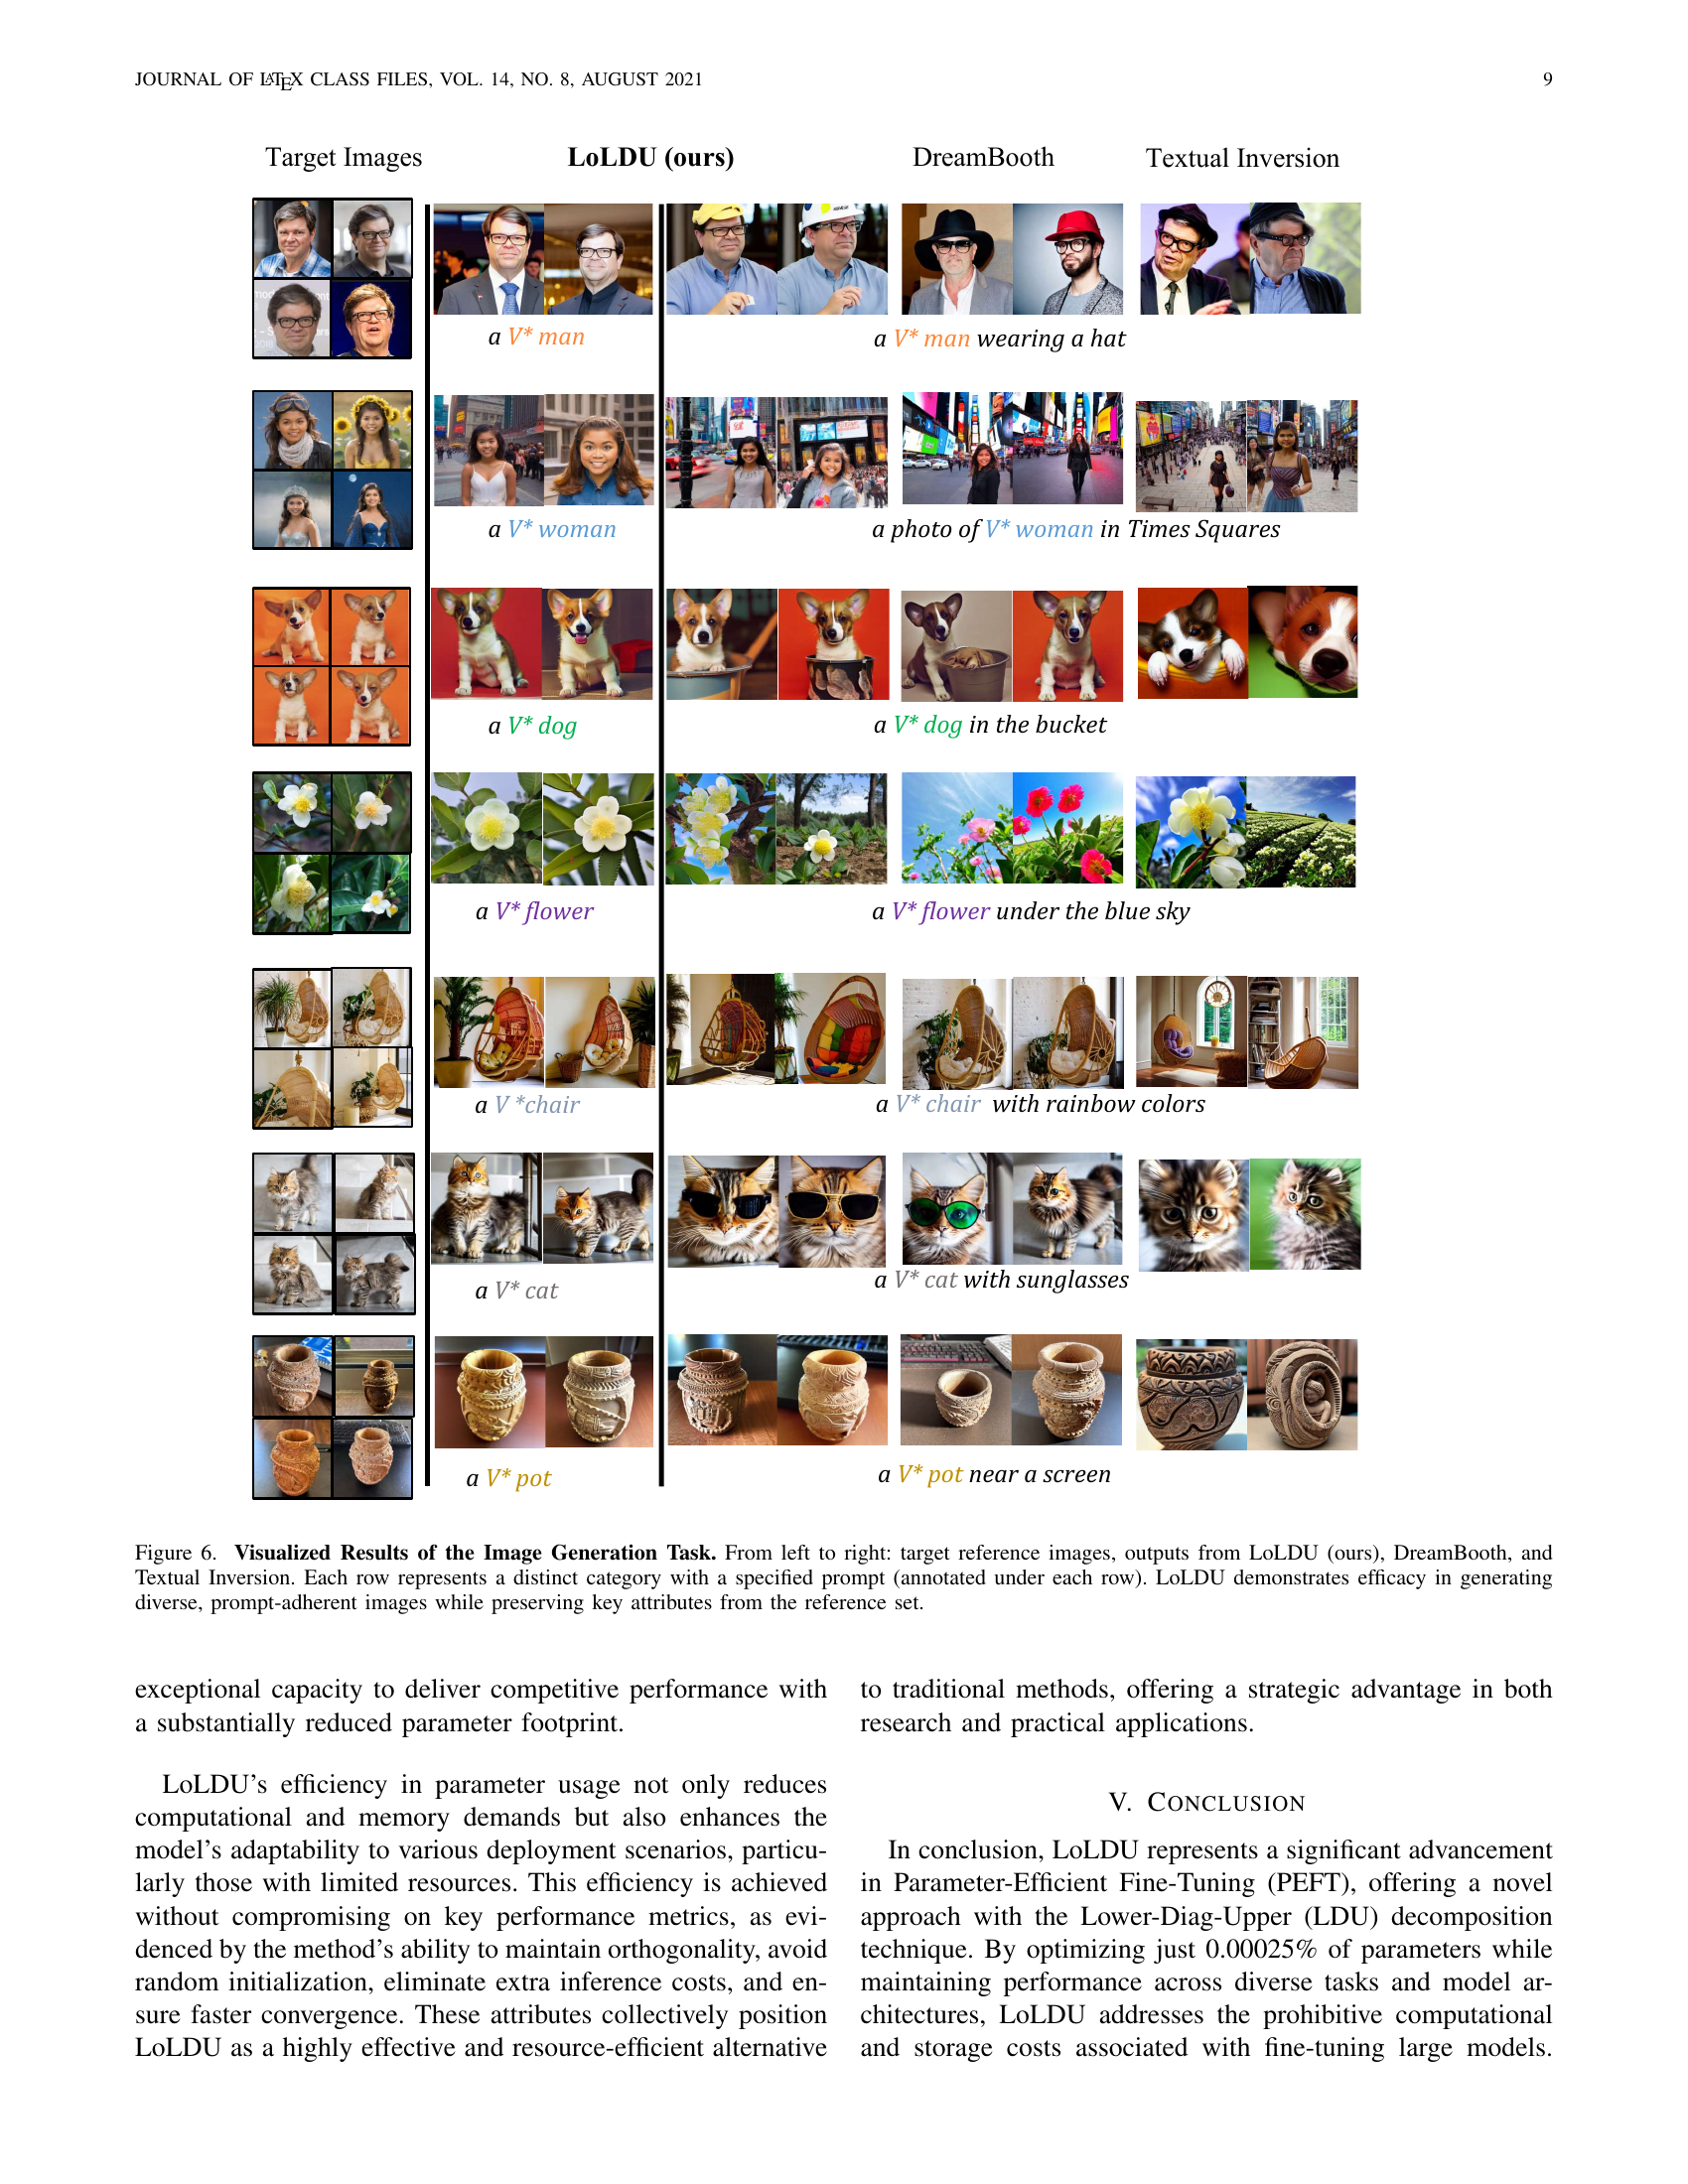 JOURNAL OF LATEX CLASS FILES, VOL. 14, NO. 8, AUGUST 2021 9
Target Images LoLDU (ours) DreamBooth Textual Inversion
a V* man a V* man wearing a hat
a V* woman a photo of V* woman in Times Squares
a V* dog a V* dog in the bucket
a V* flower a V* flower under the blue sky
a V *chair a V* chair with rainbow colors
a V* cat a V* cat with sunglasses
a V* pot a V* pot near a screen
Figure 6. Visualized Results of the Image Generation Task. From left to right: target reference images, outputs from LoLDU (ours), DreamBooth, and
Textual Inversion. Each row represents a distinct category with a specified prompt (annotated under each row). LoLDU demonstrates efficacy in generating
diverse, prompt-adherent images while preserving key attributes from the reference set.
exceptional capacity to deliver competitive performance with
a substantially reduced parameter footprint.
LoLDU's efficiency in parameter usage not only reduces
computational and memory demands but also enhances the
model's adaptability to various deployment scenarios, particu-
larly those with limited resources. This efficiency is achieved
without compromising on key performance metrics, as evi-
denced by the method's ability to maintain orthogonality, avoid
random initialization, eliminate extra inference costs, and en-
sure faster convergence. These attributes collectively position
LoLDU as a highly effective and resource-efficient alternative
to traditional methods, offering a strategic advantage in both
research and practical applications.
V. CONCLUSION
In conclusion, LoLDU represents a significant advancement
in Parameter-Efficient Fine-Tuning (PEFT), offering a novel
approach with the Lower-Diag-Upper (LDU) decomposition
technique. By optimizing just 0.00025% of parameters while
maintaining performance across diverse tasks and model ar-
chitectures, LoLDU addresses the prohibitive computational
and storage costs associated with fine-tuning large models.